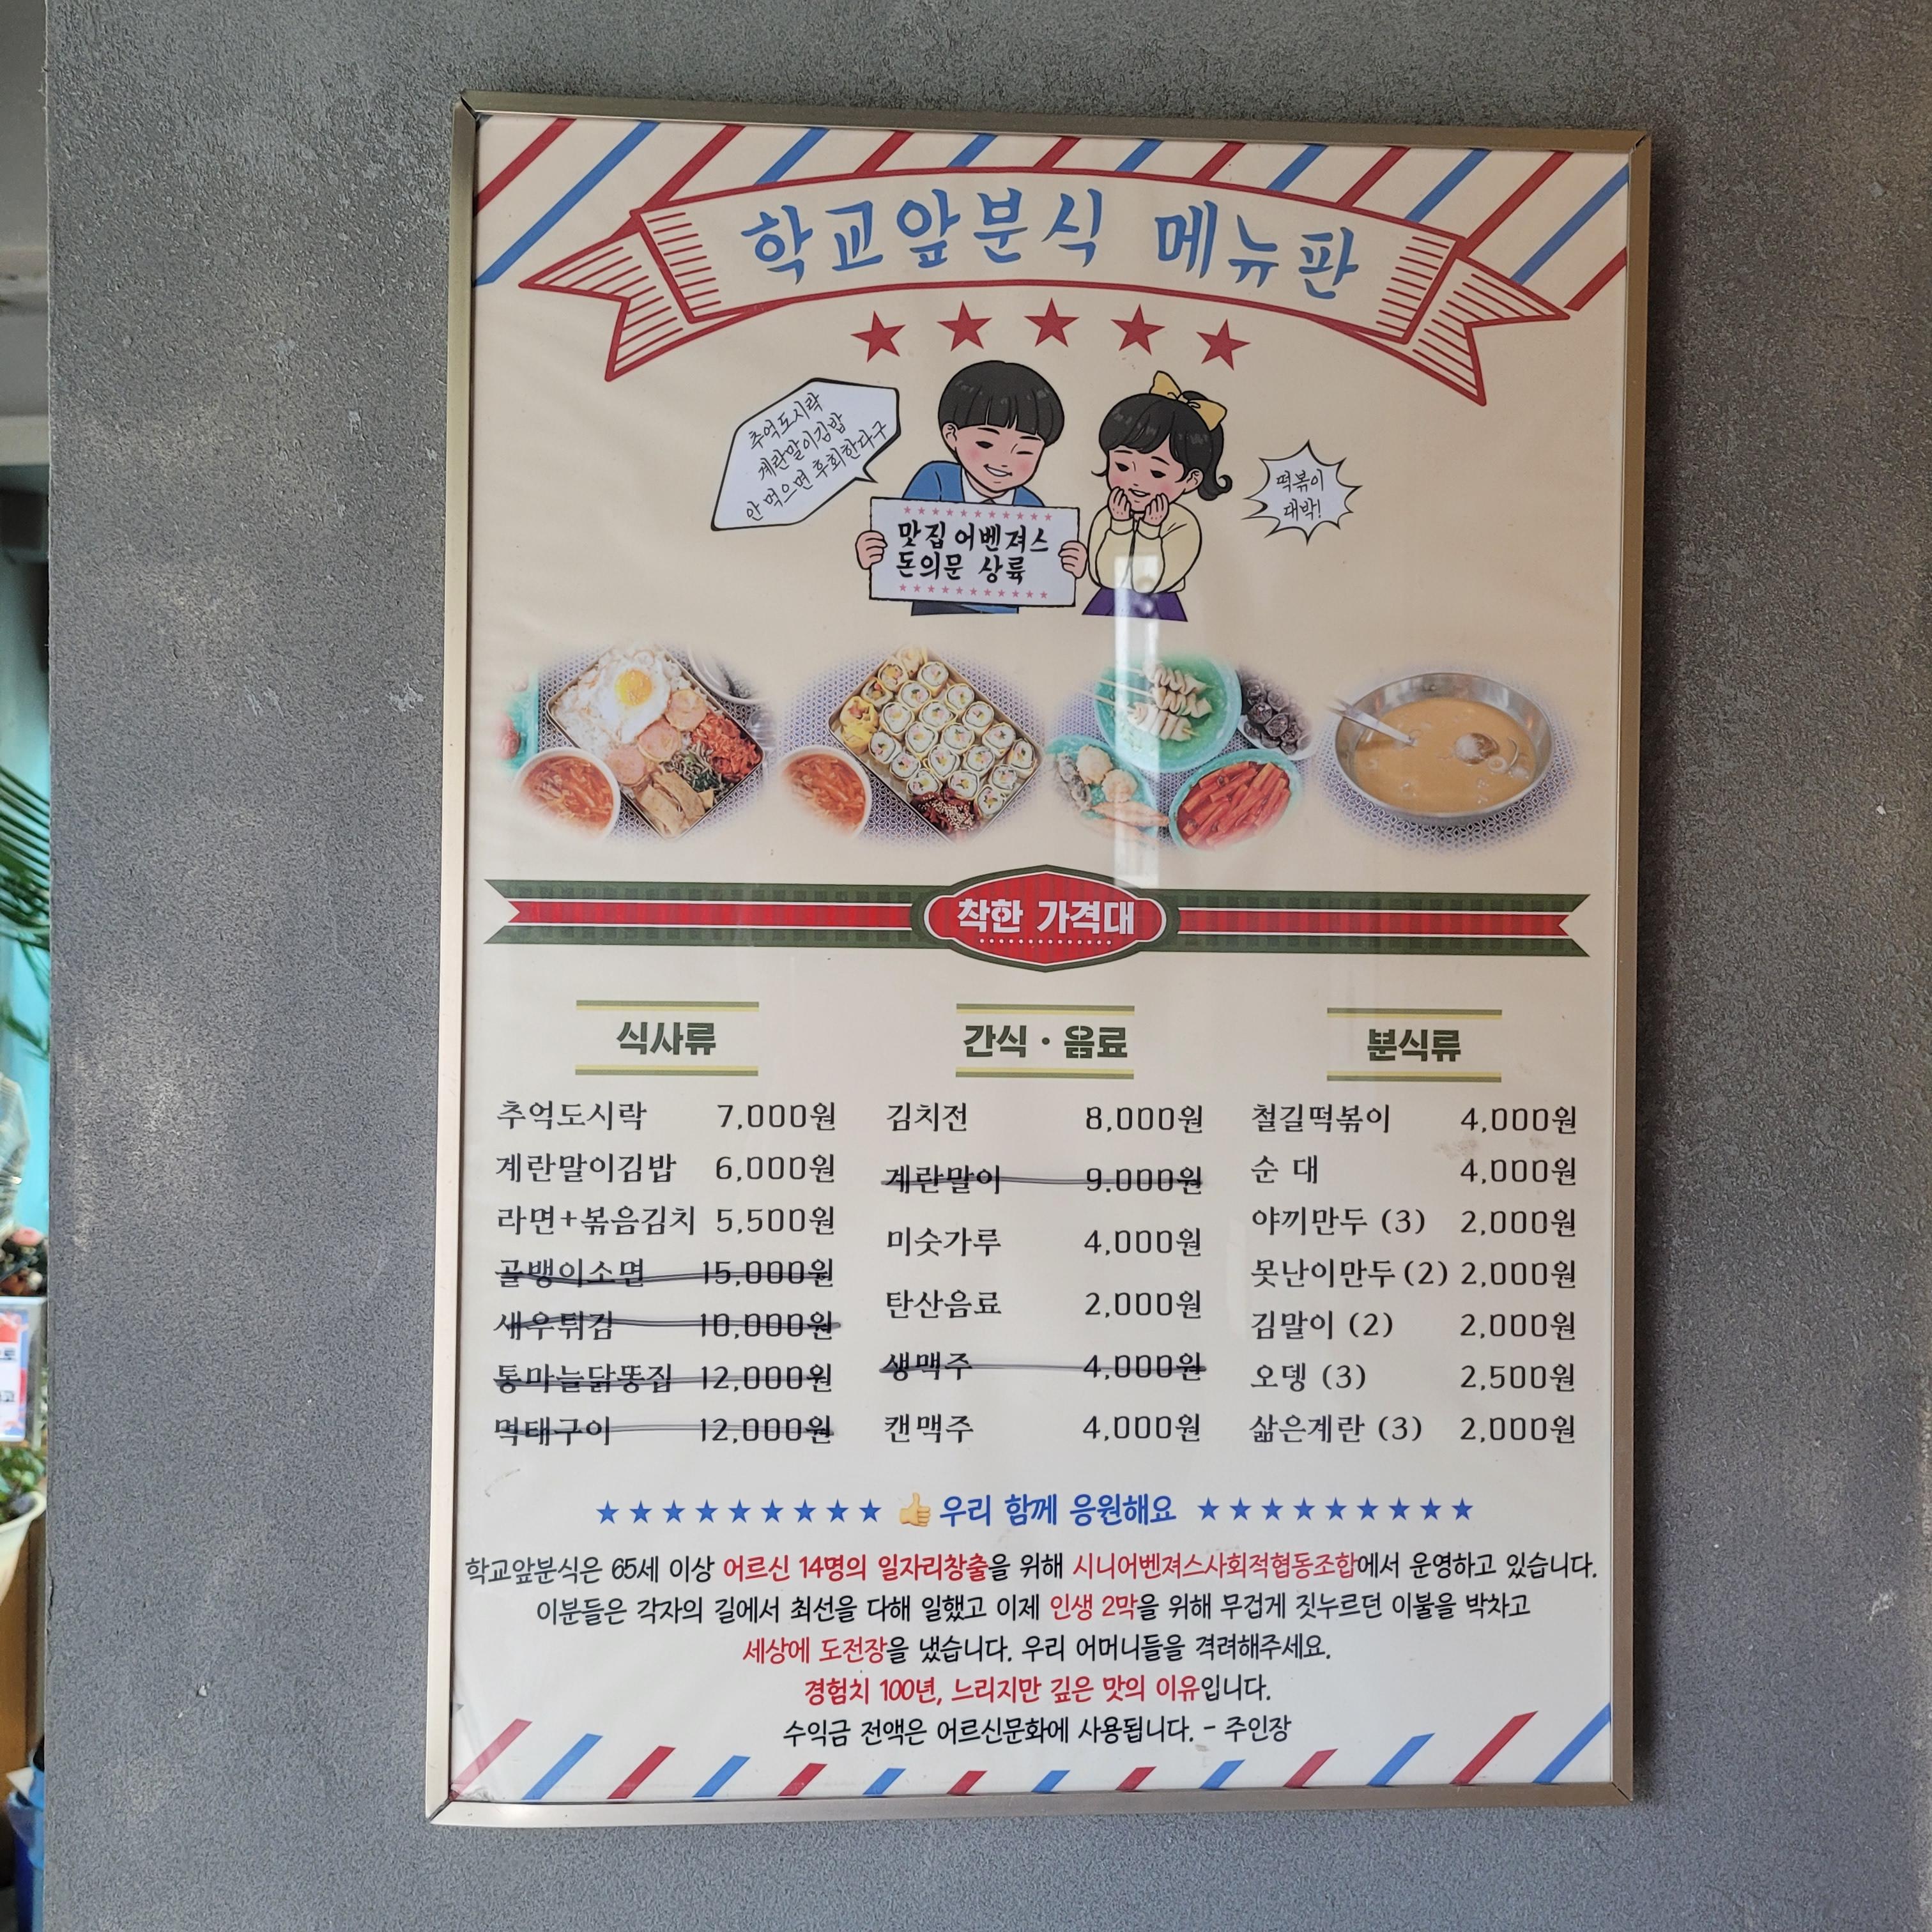 학교앞분식 메뉴판
추억도시락
계란말이김밥
안 먹으면 후회한다구
맛집 어벤져스
돈의문 상륙
떡볶이
대박!
착한 가격대
식사류
추억도시락 7,000원
계란말이김밥 6,000원
라면+볶음김치 5,500원
골뱅이소면 15,000원
새우튀김 10,000원
통마늘닭똥집 12,000원
먹태구이 12,000원
간식·음료
김치전 8,000원
계란말이 9.000원
미숫가루 4,000원
탄산음료 2,000원
생맥주 4,000원
캔맥주 4,000원
분식류
철길떡볶이 4,000원
순 대 4,000원
야끼만두 (3) 2,000원
못난이만두 (2) 2,000원
김말이 (2) 2,000원
오뎅 (3) 2,500원
삶은계란 (3) 2,000원
우리 함께 응원해요
학교앞분식은 65세 이상 어르신 14명의 일자리창출을 위해 시니어벤져스사회적협동조합에서 운영하고 있습니다.
이분들은 각자의 길에서 최선을 다해 일했고 이제 인생 2막을 위해 무겁게 짓누르던 이불을 박차고
세상에 도전장을 냈습니다. 우리 어머니들을 격려해주세요.
경험치 100년, 느리지만 깊은 맛의 이유입니다.
수익금 전액은 어르신문화에 사용됩니다. - 주인장